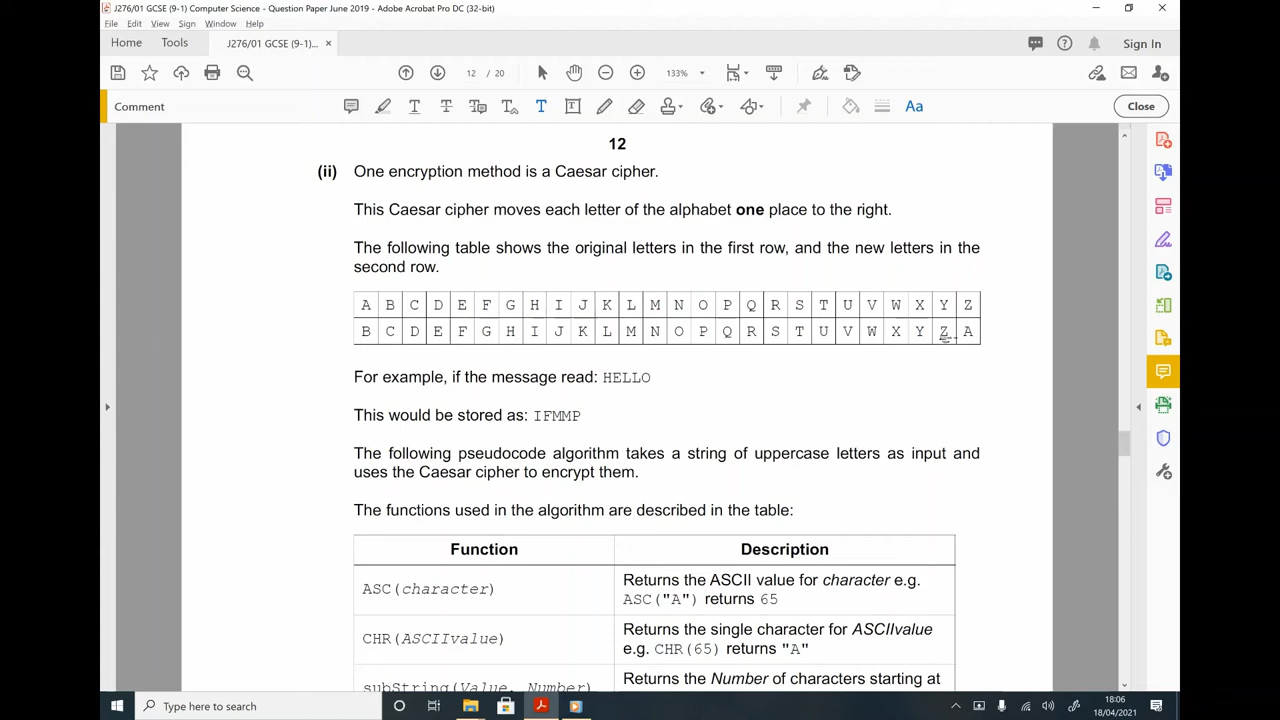 J276/01 GCSE (9-1) Computer Science - Question Paper June 2019 - Adobe Acrobat Pro DC (32-bit)
File Edit View Sign Window Help
Home Tools J276/01 GCSE (9-1)... × Sign In
12 / 20 133%
Comment Aa Close
12
(ii) One encryption method is a Caesar cipher.
This Caesar cipher moves each letter of the alphabet one place to the right.
The following table shows the original letters in the first row, and the new letters in the
second row.
A B C D E F G H I J K L M N O P Q R S T U V W X Y Z
B C D E F G H I J K L M N O P Q R S T U V W X Y Z A
For example, if the message read: HELLO
This would be stored as: IFMMP
The following pseudocode algorithm takes a string of uppercase letters as input and
uses the Caesar cipher to encrypt them.
The functions used in the algorithm are described in the table:
Function Description
ASC(character) Returns the ASCII value for character e.g.
ASC("A") returns 65
CHR(ASCIIvalue) Returns the single character for ASCIIvalue
e.g. CHR(65) returns "A"
subString(Value, Number) Returns the Number of characters starting at
Type here to search
18:06
18/04/2021